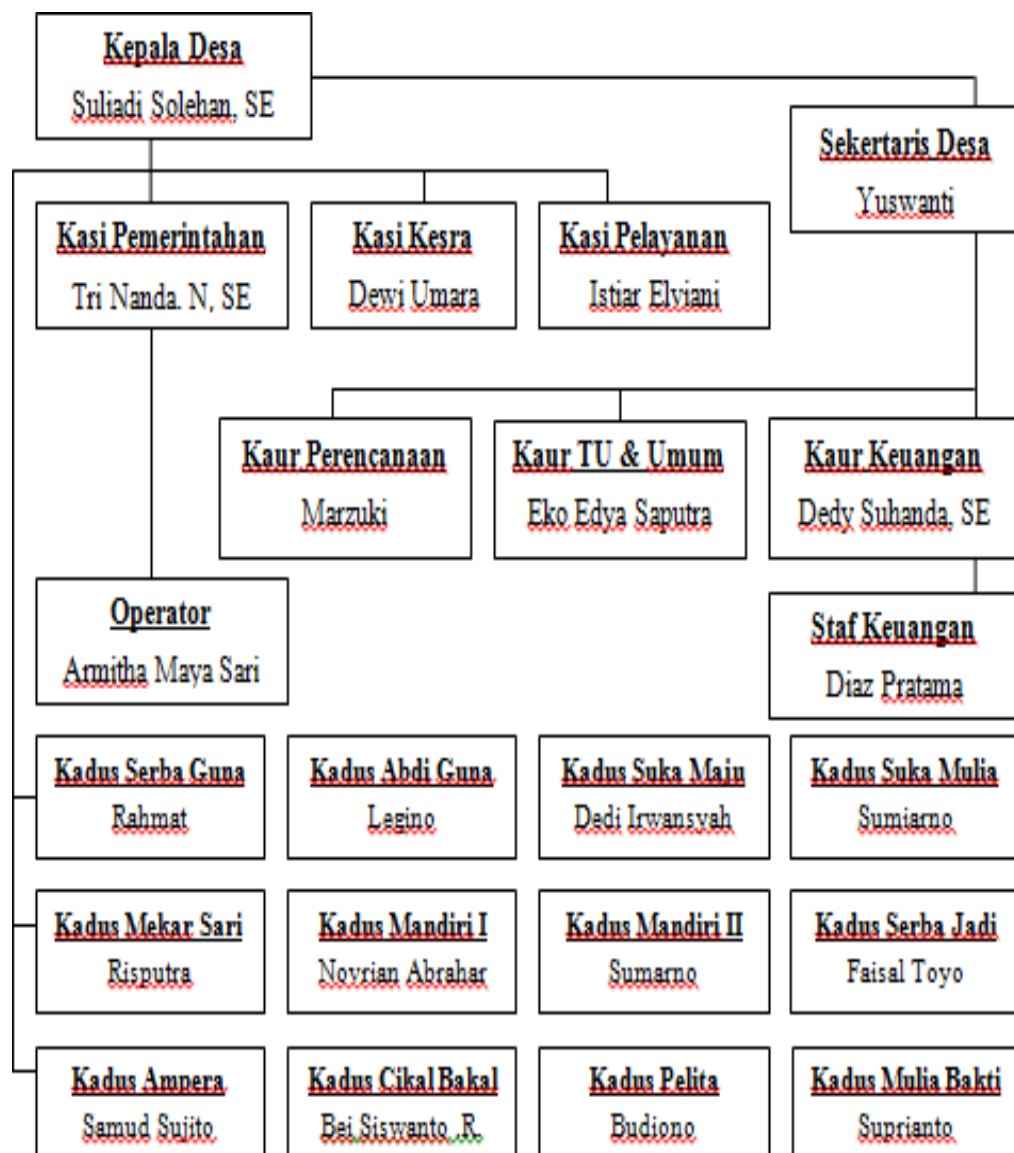 Kepala Desa
Suliadi Solehan, SE
Sekertaris Desa
Yuswanti
Kasi Pemerintahan
Tri Nanda. N, SE
Kasi Kesra
Dewi Umara
Kasi Pelayanan
Istiar Elviani
Kaur Perencanaan
Marzuki
Kaur TU & Umum
Eko Edya Saputra
Kaur Keuangan
Dedy Suhanda, SE
Operator
Armitha Maya Sari
Staf Keuangan
Diaz Pratama
Kadus Serba Guna
Rahmat
Kadus Abdi Guna
Legino
Kadus Suka Maju
Dedi Irwansyah
Kadus Suka Mulia
Sumiarno
Kadus Mekar Sari
Risputra
Kadus Mandiri I
Novrian Abrahar
Kadus Mandiri II
Sumarno
Kadus Serba Jadi
Faisal Toyo
Kadus Ampera
Samud Sujito
Kadus Cikal Bakal
Bei Siswanto .R.
Kadus Pelita
Budiono
Kadus Mulia Bakti
Suprianto